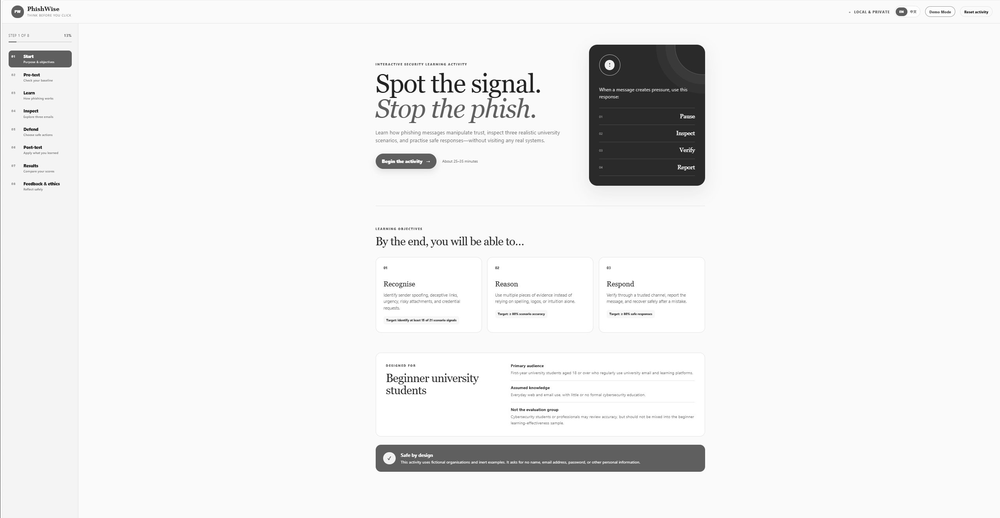 PW
PhishWise
THINK BEFORE YOU CLICK
LOCAL & PRIVATE
EN
中文
Demo Mode
Reset activity
STEP 1 OF 8
13%
01
Start
Purpose & objectives
02
Pre-test
Check your baseline
03
Learn
How phishing works
04
Inspect
Explore three emails
05
Defend
Choose safe actions
06
Post-test
Apply what you learned
07
Results
Compare your scores
08
Feedback & ethics
Reflect safely
INTERACTIVE SECURITY LEARNING ACTIVITY
Spot the signal.
Stop the phish.
Learn how phishing messages manipulate trust, inspect three realistic university
scenarios, and practise safe responses—without visiting any real systems.
Begin the activity →
About 25–35 minutes
!
When a message creates pressure, use this
response:
01 Pause
02 Inspect
03 Verify
04 Report
LEARNING OBJECTIVES
By the end, you will be able to…
01
Recognise
Identify sender spoofing, deceptive links,
urgency, risky attachments, and credential
requests.
Target: identify at least 15 of 21 scenario signals
02
Reason
Use multiple pieces of evidence instead of
relying on spelling, logos, or intuition alone.
Target: ≥ 80% scenario accuracy
03
Respond
Verify through a trusted channel, report the
message, and recover safely after a mistake.
Target: ≥ 80% safe responses
DESIGNED FOR
Beginner university
students
Primary audience
First-year university students aged 18 or over who regularly use university email and learning platforms.
Assumed knowledge
Everyday web and email use, with little or no formal cybersecurity education.
Not the evaluation group
Cybersecurity students or professionals may review accuracy, but should not be mixed into the beginner
learning-effectiveness sample.
✓
Safe by design
This activity uses fictional organisations and inert examples. It asks for no name, email address, password, or other personal information.